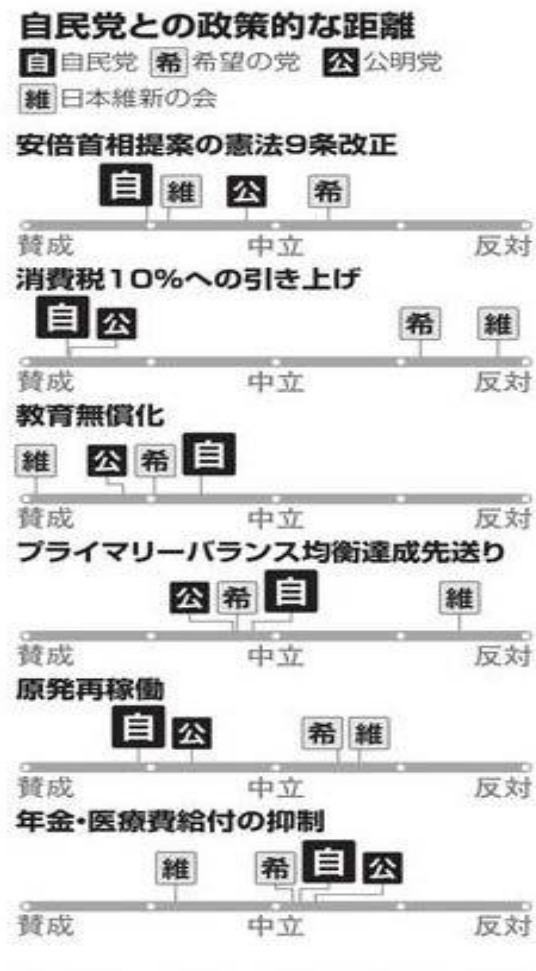 自民党との政策的な距離
自 自民党 希 希望の党 公 公明党
維 日本維新の会
安倍首相提案の憲法9条改正
自 維 公 希
賛成 中立 反対
消費税10%への引き上げ
自 公 希 維
賛成 中立 反対
教育無償化
維 公 希 自
賛成 中立 反対
プライマリーバランス均衡達成先送り
公 希 自 維
賛成 中立 反対
原発再稼働
自 公 希 維
賛成 中立 反対
年金・医療費給付の抑制
維 希 自 公
賛成 中立 反対